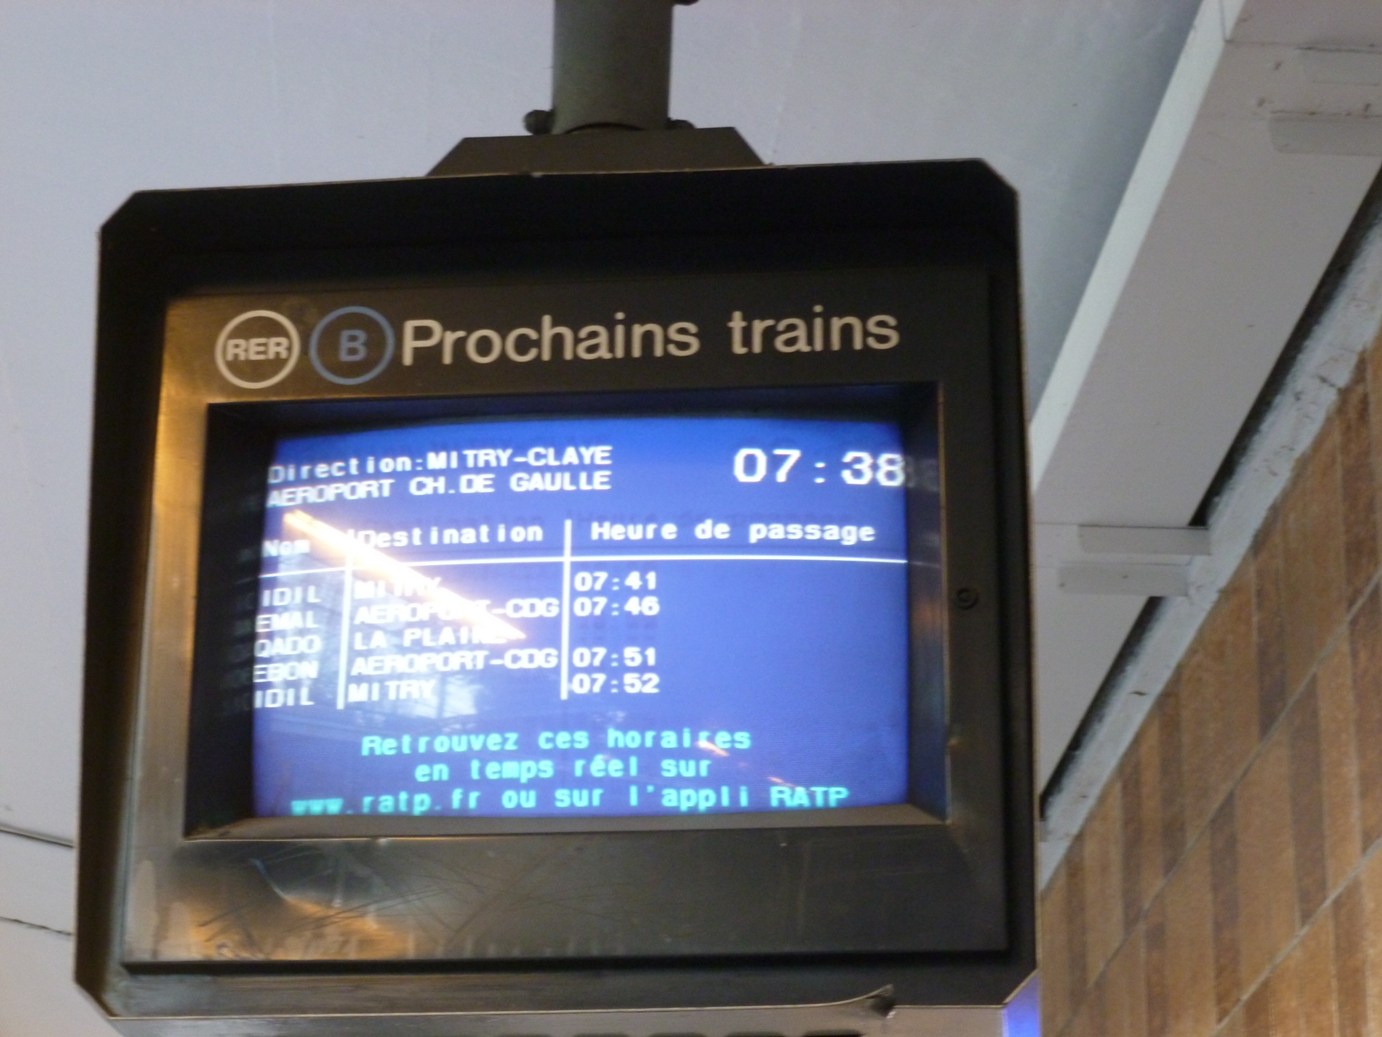 RER B Prochains trains
Direction:MITRY-CLAYE 07:38
AEROPORT CH.DE GAULLE
Nom Destination Heure de passage
IDIL MITRY 07:41
EMAL AEROPORT-CDG 07:46
QADO LA PLAINE
EBON AEROPORT-CDG 07:51
IDIL MITRY 07:52
Retrouvez ces horaires
en temps réel sur
www.ratp.fr ou sur l'appli RATP